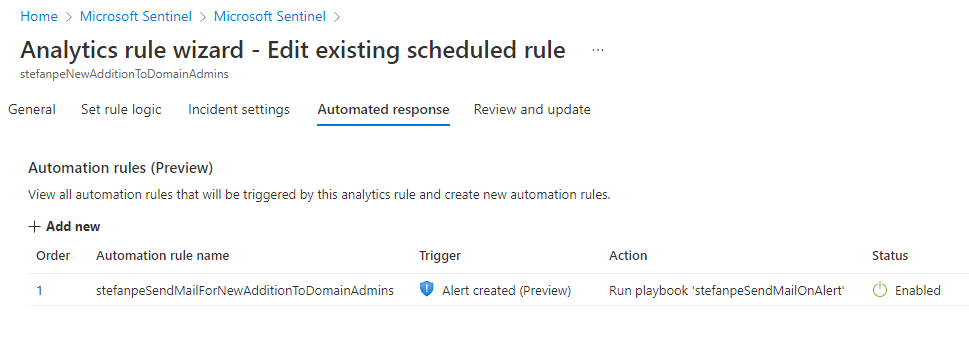 Home > Microsoft Sentinel > Microsoft Sentinel >
Analytics rule wizard - Edit existing scheduled rule ...
stefanpeNewAdditionToDomainAdmins
General Set rule logic Incident settings Automated response Review and update
Automation rules (Preview)
View all automation rules that will be triggered by this analytics rule and create new automation rules.
+ Add new
Order Automation rule name Trigger Action Status
1 stefanpeSendMailForNewAdditionToDomainAdmins Alert created (Preview) Run playbook 'stefanpeSendMailOnAlert' Enabled